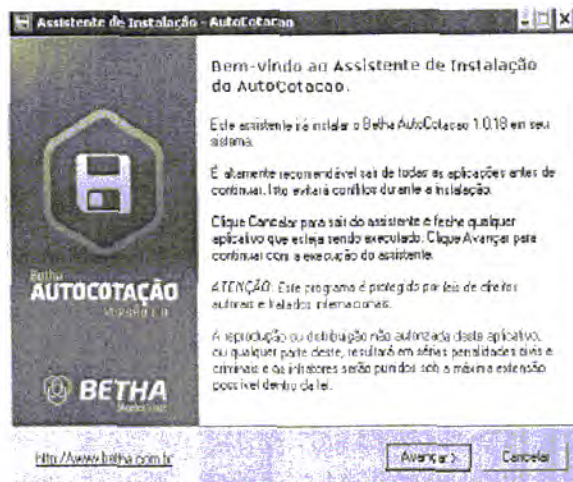 Assistente de Instalação - AutoCotacao
Bem-vindo ao Assistente de Instalação
do AutoCotacao.
Este assistente irá instalar o Betha AutoCotacao 1.0.18 em seu
sistema.
É altamente recomendável sair de todas as aplicações antes de
continuar. Isto evitará conflitos durante a instalação.
Clique Cancelar para sair do assistente e feche qualquer
aplicativo que esteja sendo executado. Clique Avançar para
continuar com a execução do assistente.
ATENÇÃO: Este programa é protegido por leis de direitos
autorais e tratados internacionais.
A reprodução ou distribuição não autorizada deste aplicativo,
ou qualquer parte deste, resultará em sérias penalidades civis e
criminais e os infratores serão punidos sob a máxima extensão
possível dentro da lei.
Betha
AUTOCOTAÇÃO
VERSÃO 1.0
BETHA
http://www.betha.com.br
Avançar >
Cancelar